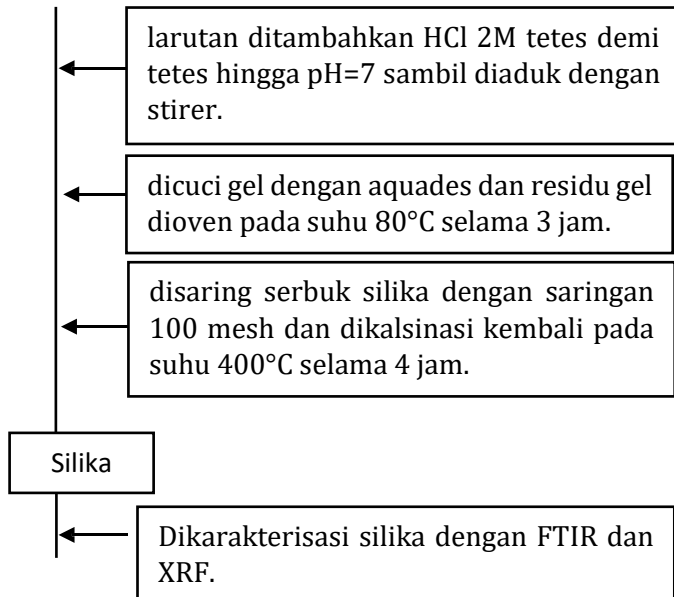 larutan ditambahkan HCl 2M tetes demi
tetes hingga pH=7 sambil diaduk dengan
stirer.
dicuci gel dengan aquades dan residu gel
dioven pada suhu 80°C selama 3 jam.
disaring serbuk silika dengan saringan
100 mesh dan dikalsinasi kembali pada
suhu 400°C selama 4 jam.
Silika
Dikarakterisasi silika dengan FTIR dan
XRF.